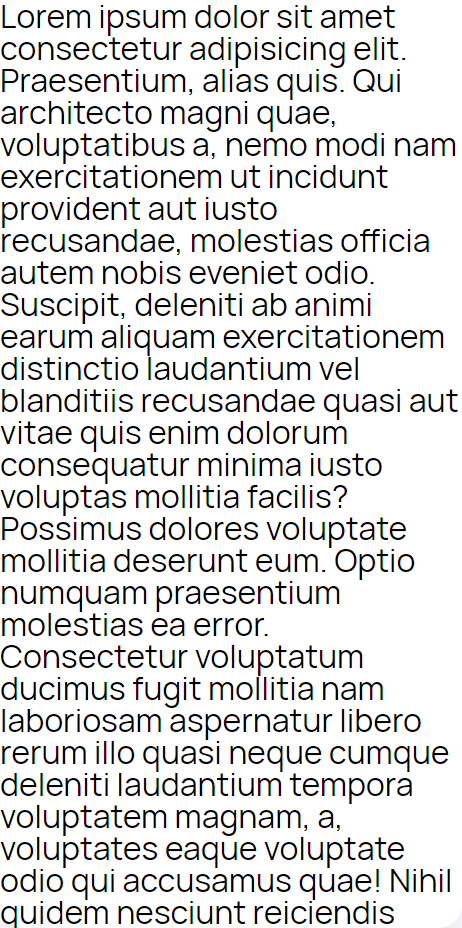 Lorem ipsum dolor sit amet
consectetur adipisicing elit.
Praesentium, alias quis. Qui
architecto magni quae,
voluptatibus a, nemo modi nam
exercitationem ut incidunt
provident aut iusto
recusandae, molestias officia
autem nobis eveniet odio.
Suscipit, deleniti ab animi
earum aliquam exercitationem
distinctio laudantium vel
blanditiis recusandae quasi aut
vitae quis enim dolorum
consequatur minima iusto
voluptas mollitia facilis?
Possimus dolores voluptate
mollitia deserunt eum. Optio
numquam praesentium
molestias ea error.
Consectetur voluptatum
ducimus fugit mollitia nam
laboriosam aspernatur libero
rerum illo quasi neque cumque
deleniti laudantium tempora
voluptatem magnam, a,
voluptates eaque voluptate
odio qui accusamus quae! Nihil
quidem nesciunt reiciendis